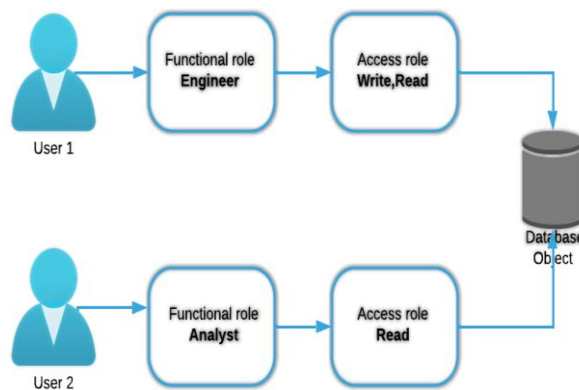 Functional role
Engineer
Access role
Write,Read
User 1
Database
Object
Functional role
Analyst
Access role
Read
User 2